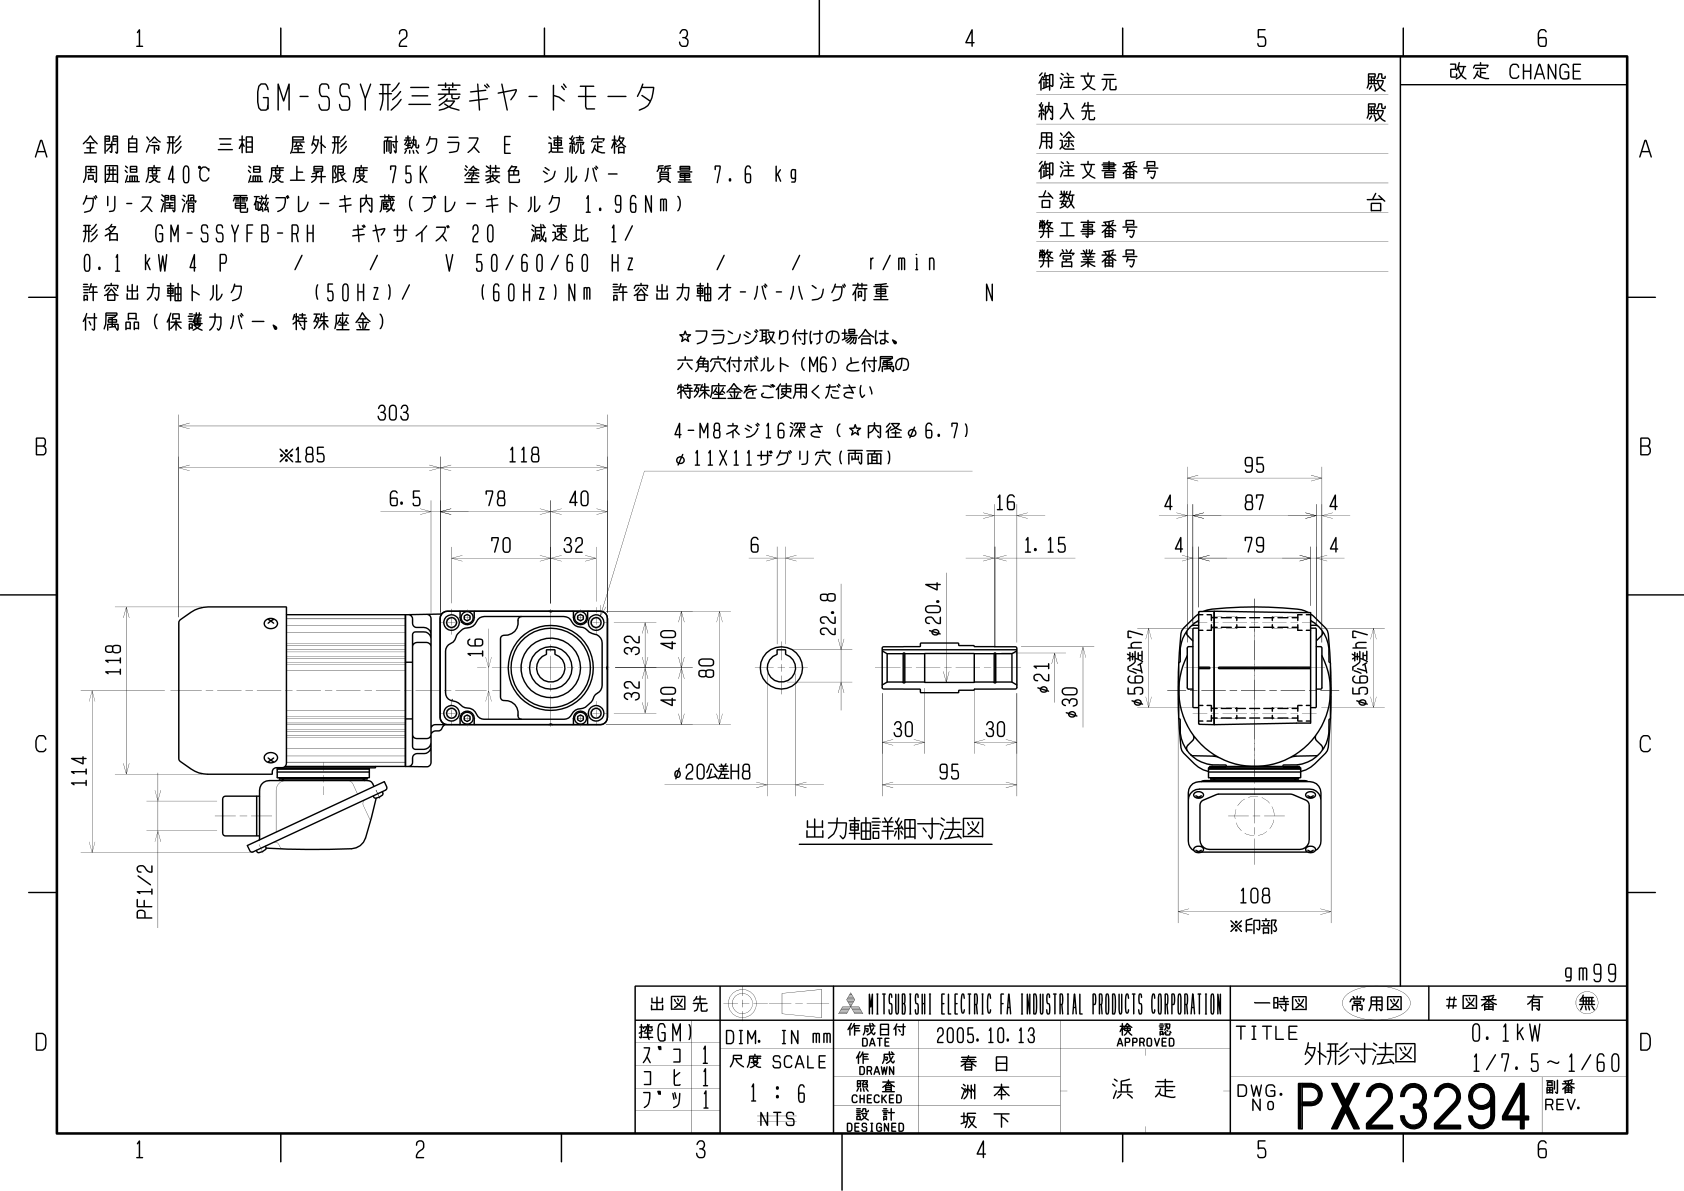 1 2 3 4 5 6
GM-SSY形三菱ギヤードモータ
全閉自冷形 三相 屋外形 耐熱クラス E 連続定格
周囲温度40℃ 温度上昇限度 75K 塗装色 シルバー 質量 7.6 kg
グリース潤滑 電磁ブレーキ内蔵(ブレーキトルク 1.96Nm)
形名 GM-SSYFB-RH ギヤサイズ 20 減速比 1/
0.1 kW 4 P / / V 50/60/60 Hz / / r/min
許容出力軸トルク (50Hz)/ (60Hz)Nm 許容出力軸オーバーハング荷重 N
付属品(保護カバー、特殊座金)
御注文元 殿
納入先 殿
用途
御注文書番号
台数 台
弊工事番号
弊営業番号
改定 CHANGE
A A
B B
C C
D D
☆フランジ取り付けの場合は、
六角穴付ボルト(M6)と付属の
特殊座金をご使用ください
4-M8ネジ16深さ(☆内径φ6.7)
φ11X11ザグリ穴(両面)
303
※185 118
6.5 78 40
70 32
118
114
PF1/2
16
32 40
80
32 40
6
22.8
φ20公差H8
16
1.15
φ20.4
φ21
φ30
30 30
95
出力軸詳細寸法図
95
4 87 4
4 79 4
φ56公差h7 φ56公差h7
108
※印部
gm99
出図先
GM)
ズコ 1
コヒ 1
ブツ 1
DIM. IN mm
尺度 SCALE
1 : 6
NTS
MITSUBISHI ELECTRIC FA INDUSTRIAL PRODUCTS CORPORATION
作成日付 DATE 2005.10.13
作成 DRAWN 春日
照査 CHECKED 洲本
設計 DESIGNED 坂下
検認 APPROVED
浜走
一時図 常用図 #図番 有 無
TITLE 外形寸法図
0.1kW
1/7.5~1/60
DWG. No PX23294
副番 REV.
1 2 3 4 5 6